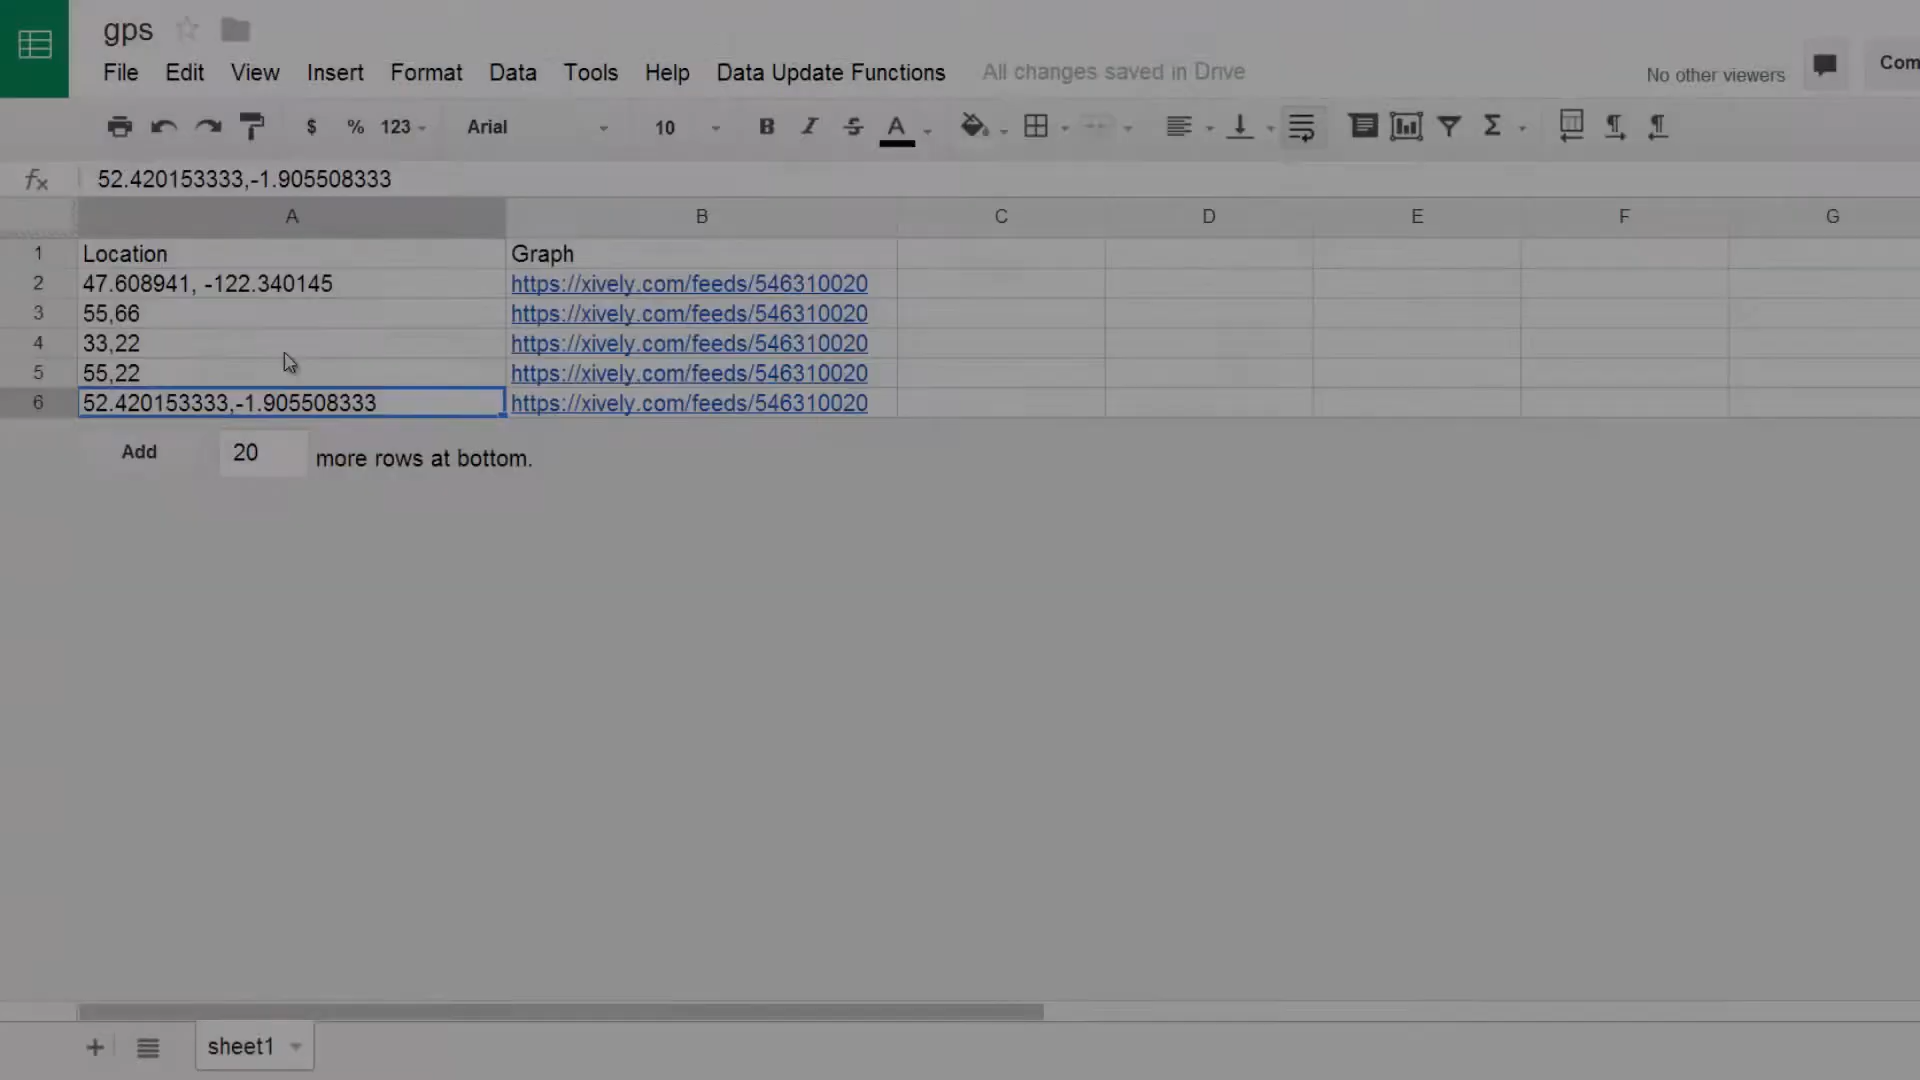 gps
File Edit View Insert Format Data Tools Help Data Update Functions All changes saved in Drive
No other viewers Com
$ % 123 Arial 10 B I S A Σ
fx 52.420153333,-1.905508333
A B C D E F G
1 Location Graph
2 47.608941, -122.340145 https://xively.com/feeds/546310020
3 55,66 https://xively.com/feeds/546310020
4 33,22 https://xively.com/feeds/546310020
5 55,22 https://xively.com/feeds/546310020
6 52.420153333,-1.905508333 https://xively.com/feeds/546310020
Add 20 more rows at bottom.
sheet1